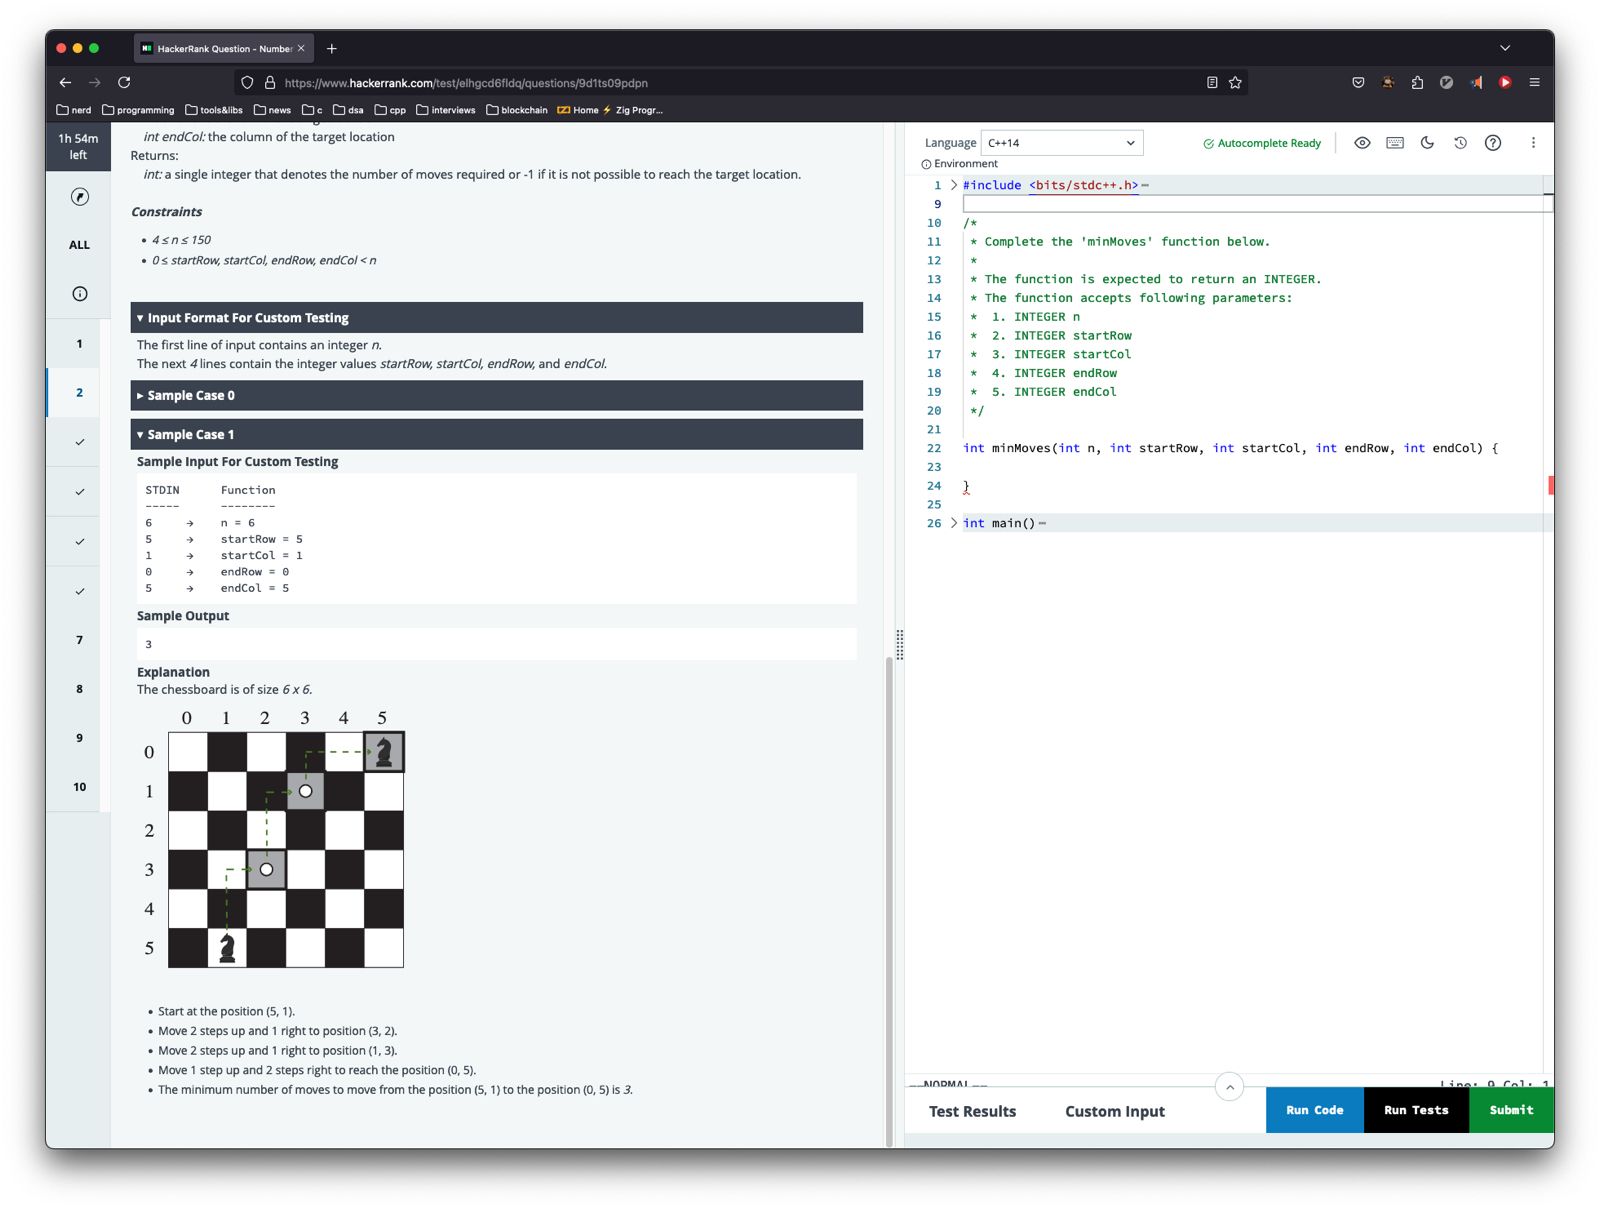 HackerRank Question - Number
https://www.hackerrank.com/test/elhgcd6fldq/questions/9d1ts09pdpn
nerd programming tools&libs news c dsa cpp interviews blockchain Home ⚡ Zig Progr...
1h 54m
left
ALL
1
2
7
8
9
10
int endCol: the column of the target location
Returns:
int: a single integer that denotes the number of moves required or -1 if it is not possible to reach the target location.
Constraints
• 4 ≤ n ≤ 150
• 0 ≤ startRow, startCol, endRow, endCol < n
▾ Input Format For Custom Testing
The first line of input contains an integer n.
The next 4 lines contain the integer values startRow, startCol, endRow, and endCol.
▸ Sample Case 0
▾ Sample Case 1
Sample Input For Custom Testing
STDIN Function
----- --------
6 → n = 6
5 → startRow = 5
1 → startCol = 1
0 → endRow = 0
5 → endCol = 5
Sample Output
3
Explanation
The chessboard is of size 6 x 6.
0 1 2 3 4 5
0
1
2
3
4
5
• Start at the position (5, 1).
• Move 2 steps up and 1 right to position (3, 2).
• Move 2 steps up and 1 right to position (1, 3).
• Move 1 step up and 2 steps right to reach the position (0, 5).
• The minimum number of moves to move from the position (5, 1) to the position (0, 5) is 3.
Language C++14 Autocomplete Ready
Environment
1 #include <bits/stdc++.h>
9
10 /*
11 * Complete the 'minMoves' function below.
12 *
13 * The function is expected to return an INTEGER.
14 * The function accepts following parameters:
15 * 1. INTEGER n
16 * 2. INTEGER startRow
17 * 3. INTEGER startCol
18 * 4. INTEGER endRow
19 * 5. INTEGER endCol
20 */
21
22 int minMoves(int n, int startRow, int startCol, int endRow, int endCol) {
23
24 }
25
26 int main()
--NORMAL-- Line: 9 Col: 1
Test Results Custom Input Run Code Run Tests Submit